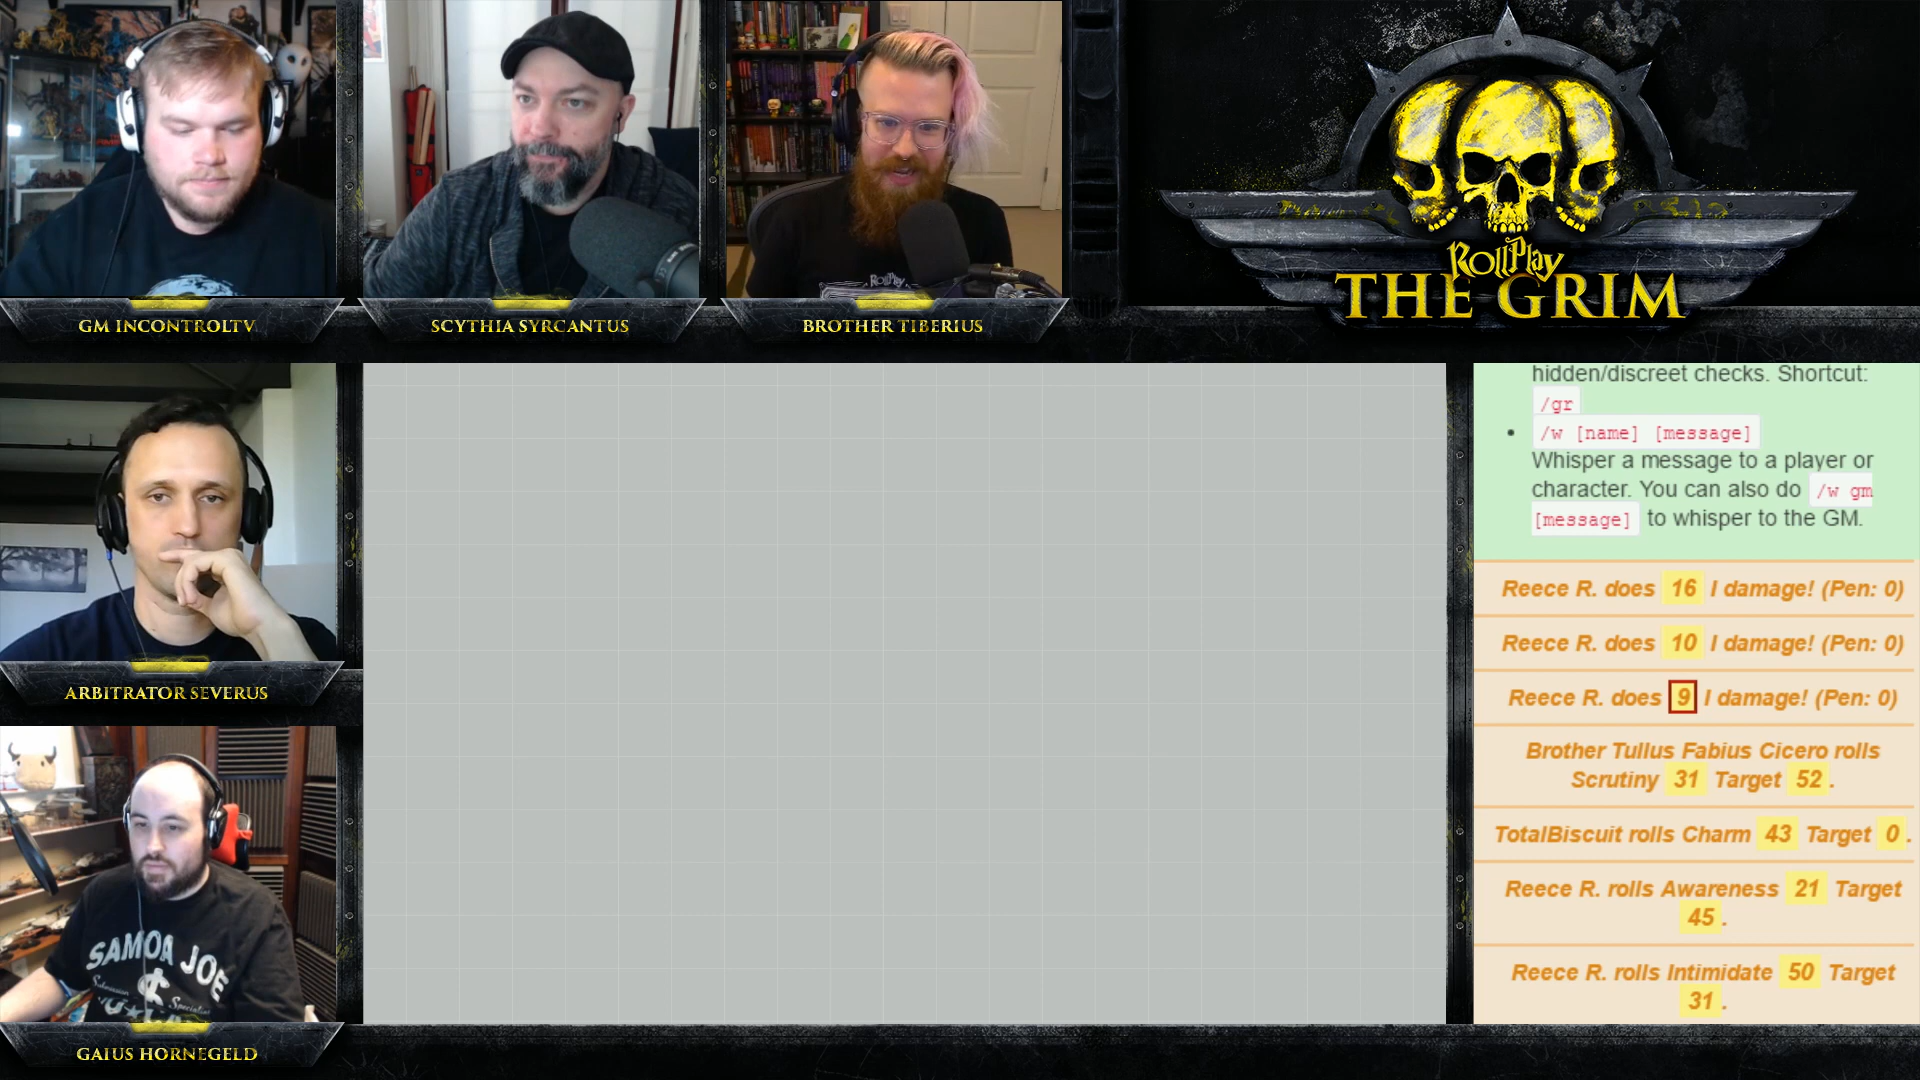 RollPlay
THE GRIM
GM INCONTROLTV
SCYTHIA SYRCANTUS
BROTHER TIBERIUS
RollPlay
ARBITRATOR SEVERUS
SAMOA JOE
Submission
Specialist
GAIUS HORNEGELD
hidden/discreet checks. Shortcut:
/gr
• /w [name] [message]
Whisper a message to a player or
character. You can also do /w gm
[message] to whisper to the GM.
Reece R. does 16 I damage! (Pen: 0)
Reece R. does 10 I damage! (Pen: 0)
Reece R. does 9 I damage! (Pen: 0)
Brother Tullus Fabius Cicero rolls
Scrutiny 31 Target 52.
TotalBiscuit rolls Charm 43 Target 0.
Reece R. rolls Awareness 21 Target
45.
Reece R. rolls Intimidate 50 Target
31.